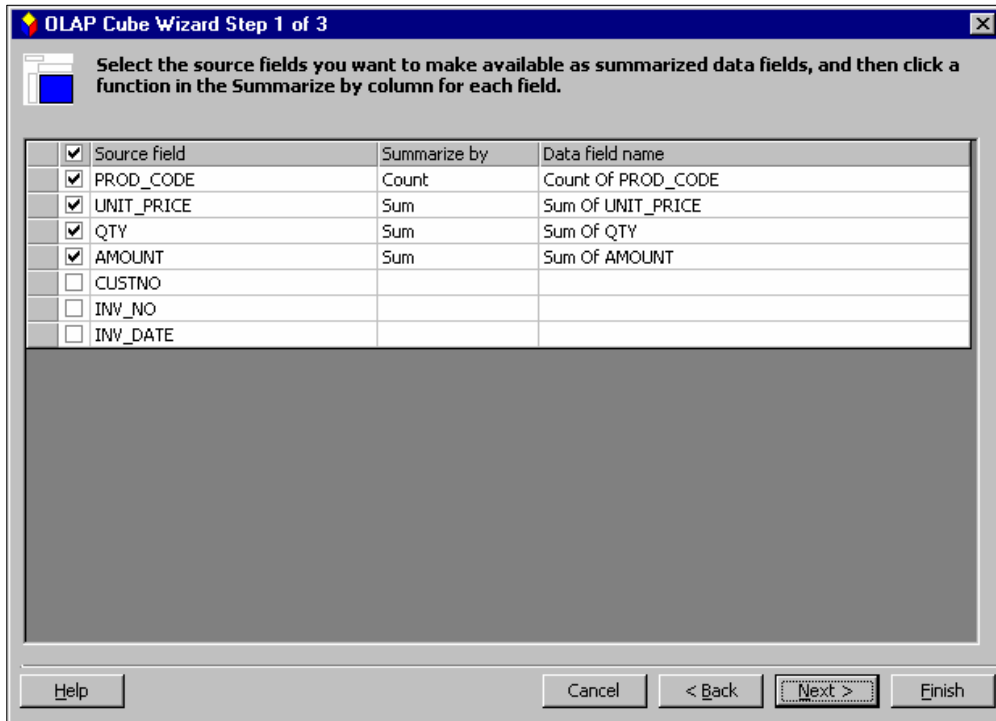 OLAP Cube Wizard Step 1 of 3
Select the source fields you want to make available as summarized data fields, and then click a
function in the Summarize by column for each field.
Source field Summarize by Data field name
PROD_CODE Count Count Of PROD_CODE
UNIT_PRICE Sum Sum Of UNIT_PRICE
QTY Sum Sum Of QTY
AMOUNT Sum Sum Of AMOUNT
CUSTNO
INV_NO
INV_DATE
Help Cancel < Back Next > Finish